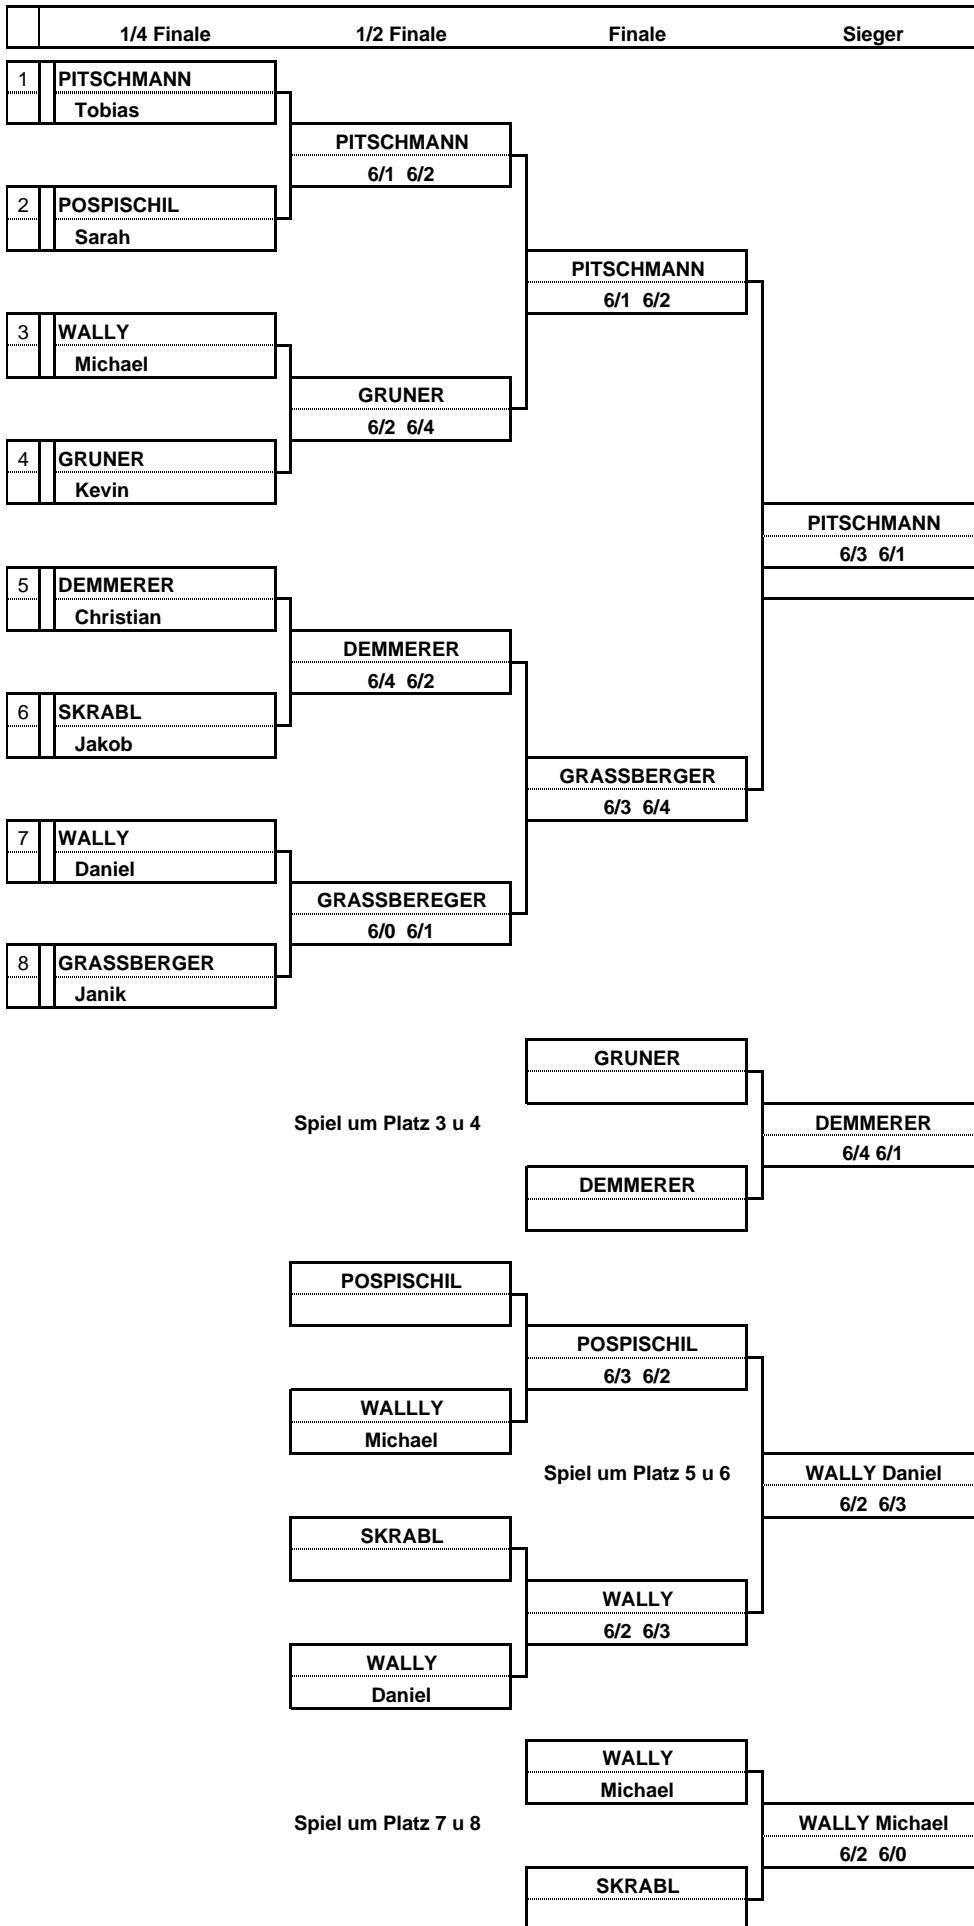 1/4 Finale 1/2 Finale Finale Sieger
1 PITSCHMANN
Tobias
PITSCHMANN
6/1 6/2
2 POSPISCHIL
Sarah
PITSCHMANN
6/1 6/2
3 WALLY
Michael
GRUNER
6/2 6/4
4 GRUNER
Kevin
PITSCHMANN
6/3 6/1
5 DEMMERER
Christian
DEMMERER
6/4 6/2
6 SKRABL
Jakob
GRASSBERGER
6/3 6/4
7 WALLY
Daniel
GRASSBEREGER
6/0 6/1
8 GRASSBERGER
Janik
GRUNER
Spiel um Platz 3 u 4 DEMMERER
6/4 6/1
DEMMERER
POSPISCHIL
POSPISCHIL
6/3 6/2
WALLLY
Michael
Spiel um Platz 5 u 6 WALLY Daniel
6/2 6/3
SKRABL
WALLY
6/2 6/3
WALLY
Daniel
WALLY
Michael
Spiel um Platz 7 u 8 WALLY Michael
6/2 6/0
SKRABL